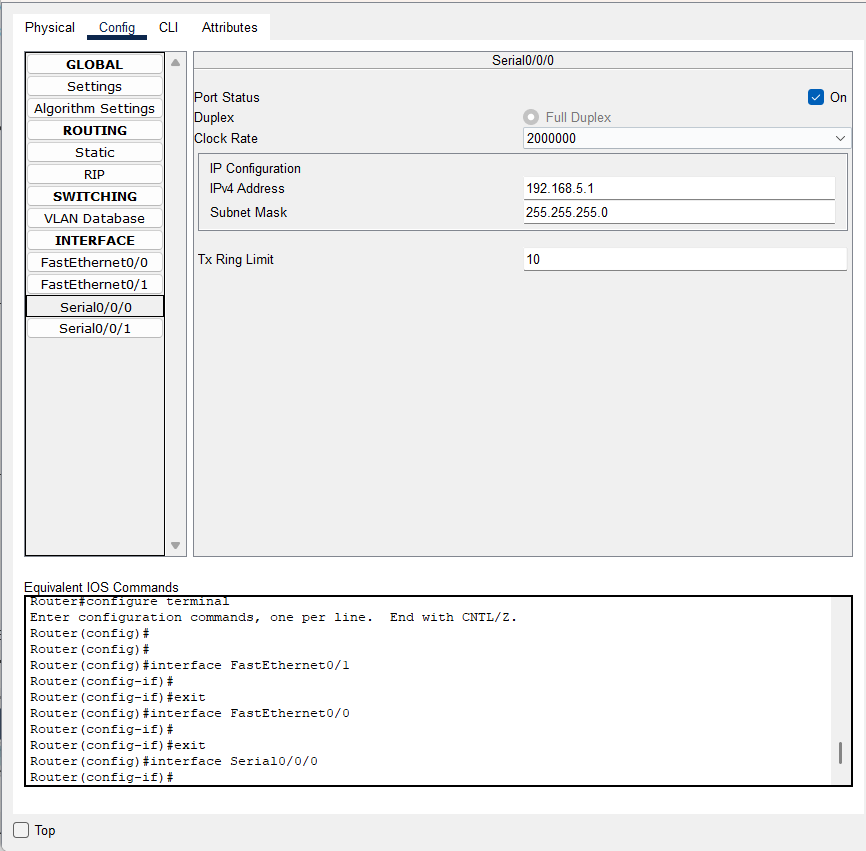 Physical Config CLI Attributes
GLOBAL
Settings
Algorithm Settings
ROUTING
Static
RIP
SWITCHING
VLAN Database
INTERFACE
FastEthernet0/0
FastEthernet0/1
Serial0/0/0
Serial0/0/1
Serial0/0/0
Port Status On
Duplex Full Duplex
Clock Rate 2000000
IP Configuration
IPv4 Address 192.168.5.1
Subnet Mask 255.255.255.0
Tx Ring Limit 10
Equivalent IOS Commands
Router#configure terminal
Enter configuration commands, one per line.  End with CNTL/Z.
Router(config)#
Router(config)#
Router(config)#interface FastEthernet0/1
Router(config-if)#
Router(config-if)#exit
Router(config)#interface FastEthernet0/0
Router(config-if)#
Router(config-if)#exit
Router(config)#interface Serial0/0/0
Router(config-if)#
Top